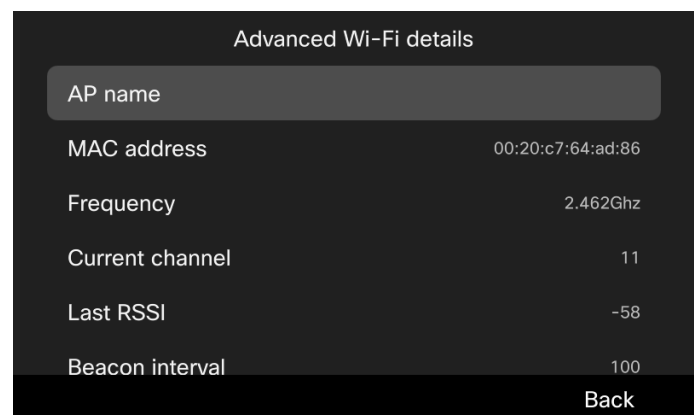 Advanced Wi-Fi details
AP name
MAC address 00:20:c7:64:ad:86
Frequency 2.462Ghz
Current channel 11
Last RSSI -58
Beacon interval 100
Back